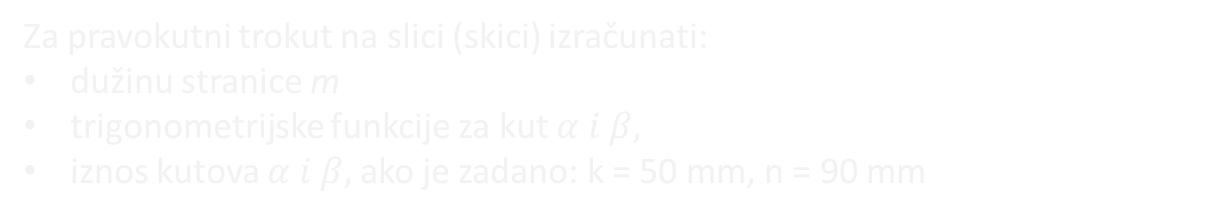 Za pravokutni trokut na slici (skici) izračunati:
• dužinu stranice m
• trigonometrijske funkcije za kut α i β,
• iznos kutova α i β, ako je zadano: k = 50 mm, n = 90 mm